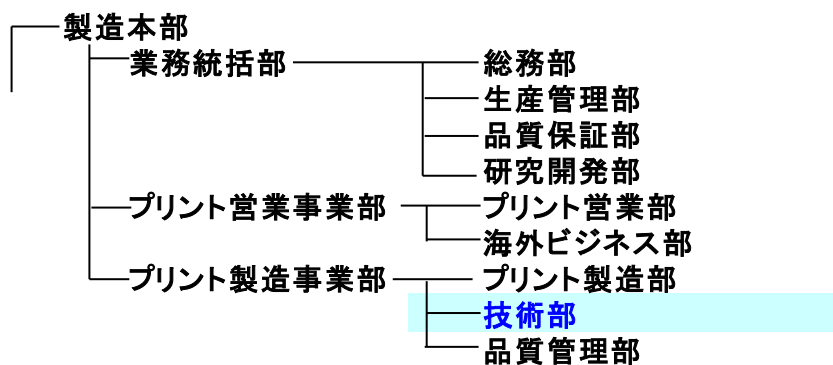 製造本部
業務統括部
総務部
生産管理部
品質保証部
研究開発部
プリント営業事業部
プリント営業部
海外ビジネス部
プリント製造事業部
プリント製造部
技術部
品質管理部